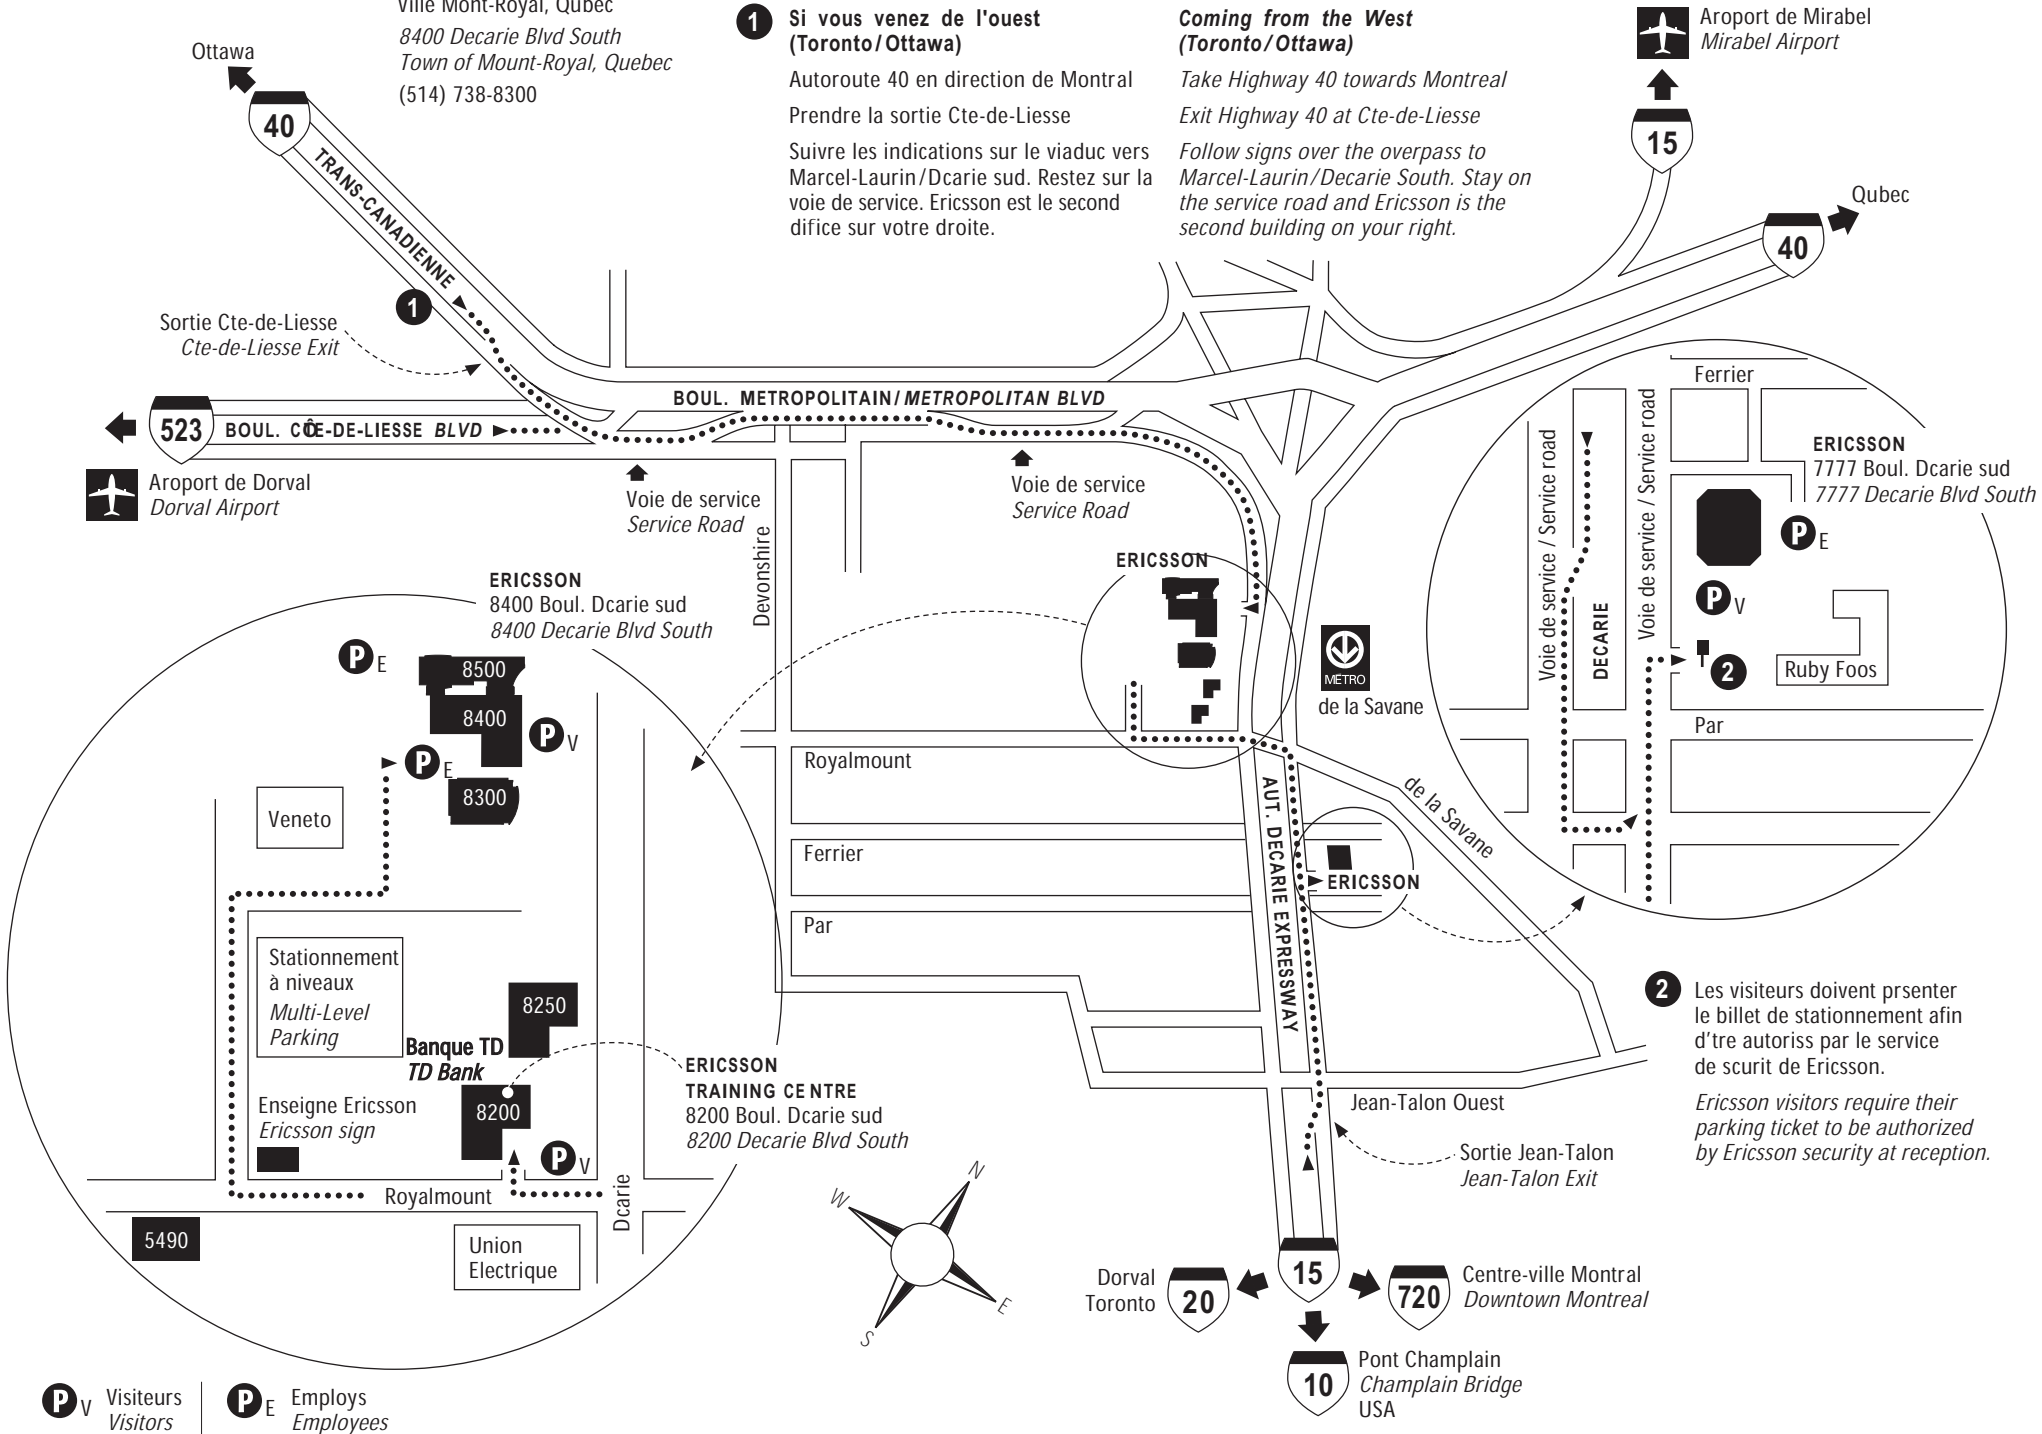 Ville Mont-Royal, Qubec
8400 Decarie Blvd South
Town of Mount-Royal, Quebec
(514) 738-8300
1
Si vous venez de l'ouest
(Toronto/Ottawa)
Autoroute 40 en direction de Montral
Prendre la sortie Cte-de-Liesse
Suivre les indications sur le viaduc vers
Marcel-Laurin/Dcarie sud. Restez sur la
voie de service. Ericsson est le second
difice sur votre droite.
Coming from the West
(Toronto/Ottawa)
Take Highway 40 towards Montreal
Exit Highway 40 at Cte-de-Liesse
Follow signs over the overpass to
Marcel-Laurin/Decarie South. Stay on
the service road and Ericsson is the
second building on your right.
Aroport de Mirabel
Mirabel Airport
15
Qubec
40
Ottawa
40
TRANS-CANADIENNE
1
Sortie Cte-de-Liesse
Cte-de-Liesse Exit
523
BOUL. CÔTE-DE-LIESSE BLVD
BOUL. METROPOLITAIN/METROPOLITAN BLVD
Aroport de Dorval
Dorval Airport
Voie de service
Service Road
Voie de service
Service Road
Devonshire
ERICSSON
MÉTRO
de la Savane
Royalmount
Ferrier
Par
de la Savane
AUT. DECARIE EXPRESSWAY
ERICSSON
Jean-Talon Ouest
Sortie Jean-Talon
Jean-Talon Exit
Ferrier
Voie de service / Service road
DECARIE
Voie de service / Service road
ERICSSON
7777 Boul. Dcarie sud
7777 Decarie Blvd South
P E
P V
2
Ruby Foos
Par
2
Les visiteurs doivent prsenter
le billet de stationnement afin
d'tre autoriss par le service
de scurit de Ericsson.
Ericsson visitors require their
parking ticket to be authorized
by Ericsson security at reception.
ERICSSON
8400 Boul. Dcarie sud
8400 Decarie Blvd South
P E
8500
8400
P V
P E
8300
Veneto
Stationnement
à niveaux
Multi-Level
Parking
8250
Banque TD
TD Bank
8200
ERICSSON
TRAINING CENTRE
8200 Boul. Dcarie sud
8200 Decarie Blvd South
Enseigne Ericsson
Ericsson sign
P V
Royalmount
Dcarie
5490
Union
Electrique
N
W
E
S
Dorval
Toronto
20
15
720
Centre-ville Montral
Downtown Montreal
10
Pont Champlain
Champlain Bridge
USA
P V
Visiteurs
Visitors
P E
Employs
Employees